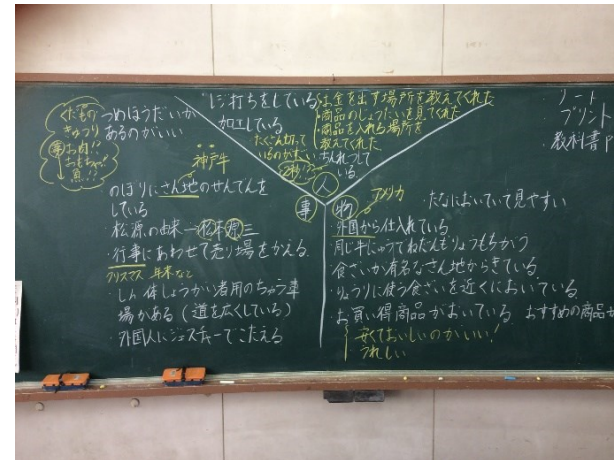 くだもの
きゅうり
お肉!!
おもちゃ!!
魚!!
つめほうだいが
あるのがいい
レジ打ちをしている
加工している
たくさん切って
いるのがすごい
お金を出す場所を教えてくれた
・商品のしょうたいを見てくれた
・商品を入れる場所を
教えてくれた
ちんれつして
いる
人
事
物
神戸牛
のぼりにさん地のせんでんを
している
・松源の由来―松本源三
・行事にあわせて売り場をかえる
クリスマス 年末など
・しん体しょうがい者用のちゅう車
場がある(道を広くしている)
・外国人にジェスチャーでこたえる
アメリカ
たなにおいていて見やすい
・外国から仕入れている
・同じ牛にゅうでねだんもりょうもちがう
・食ざいが有名なさん地からきている
・りょうりに使う食ざいを近くにおいている
・お買い得商品がおいている
おすすめの商品が
安くておいしいのがいい!
うれしい
ノート
プリント
教科書P